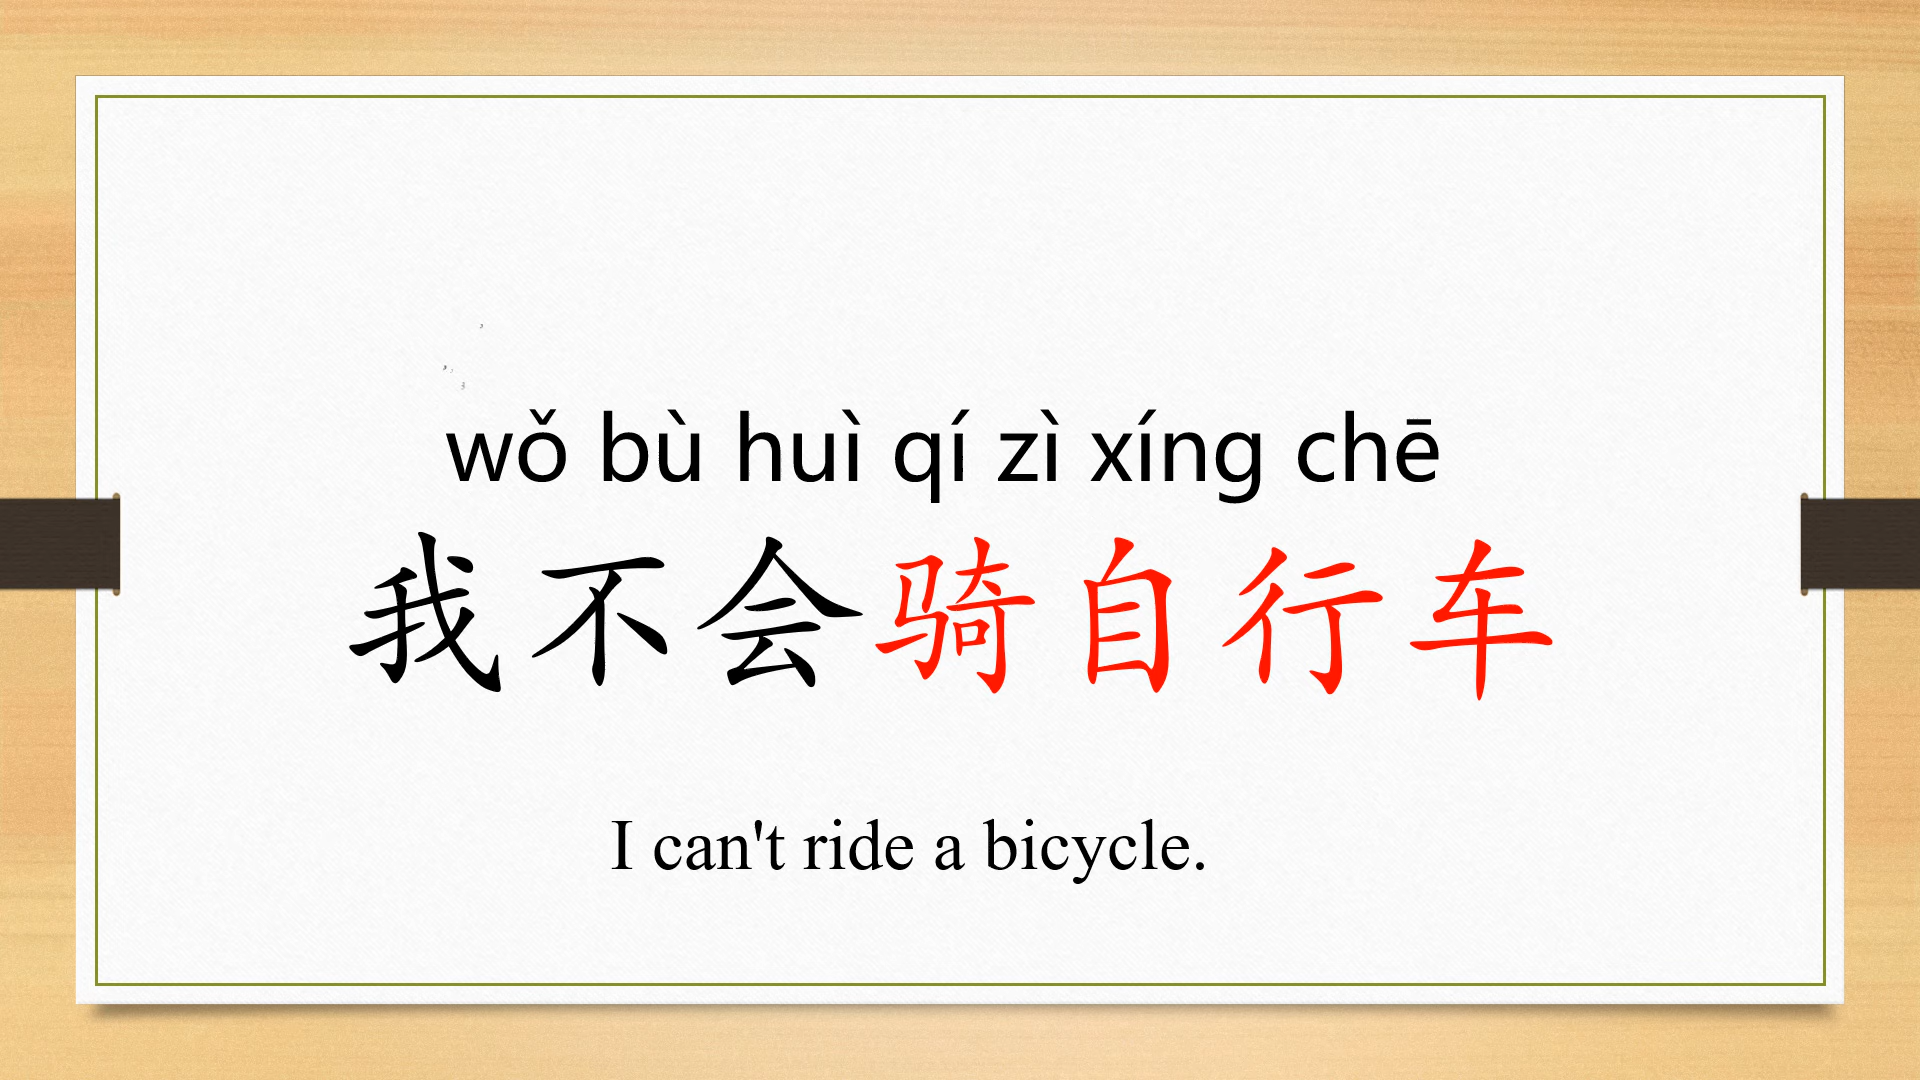 wǒ bù huì qí zì xíng chē
我不会骑自行车
I can't ride a bicycle.